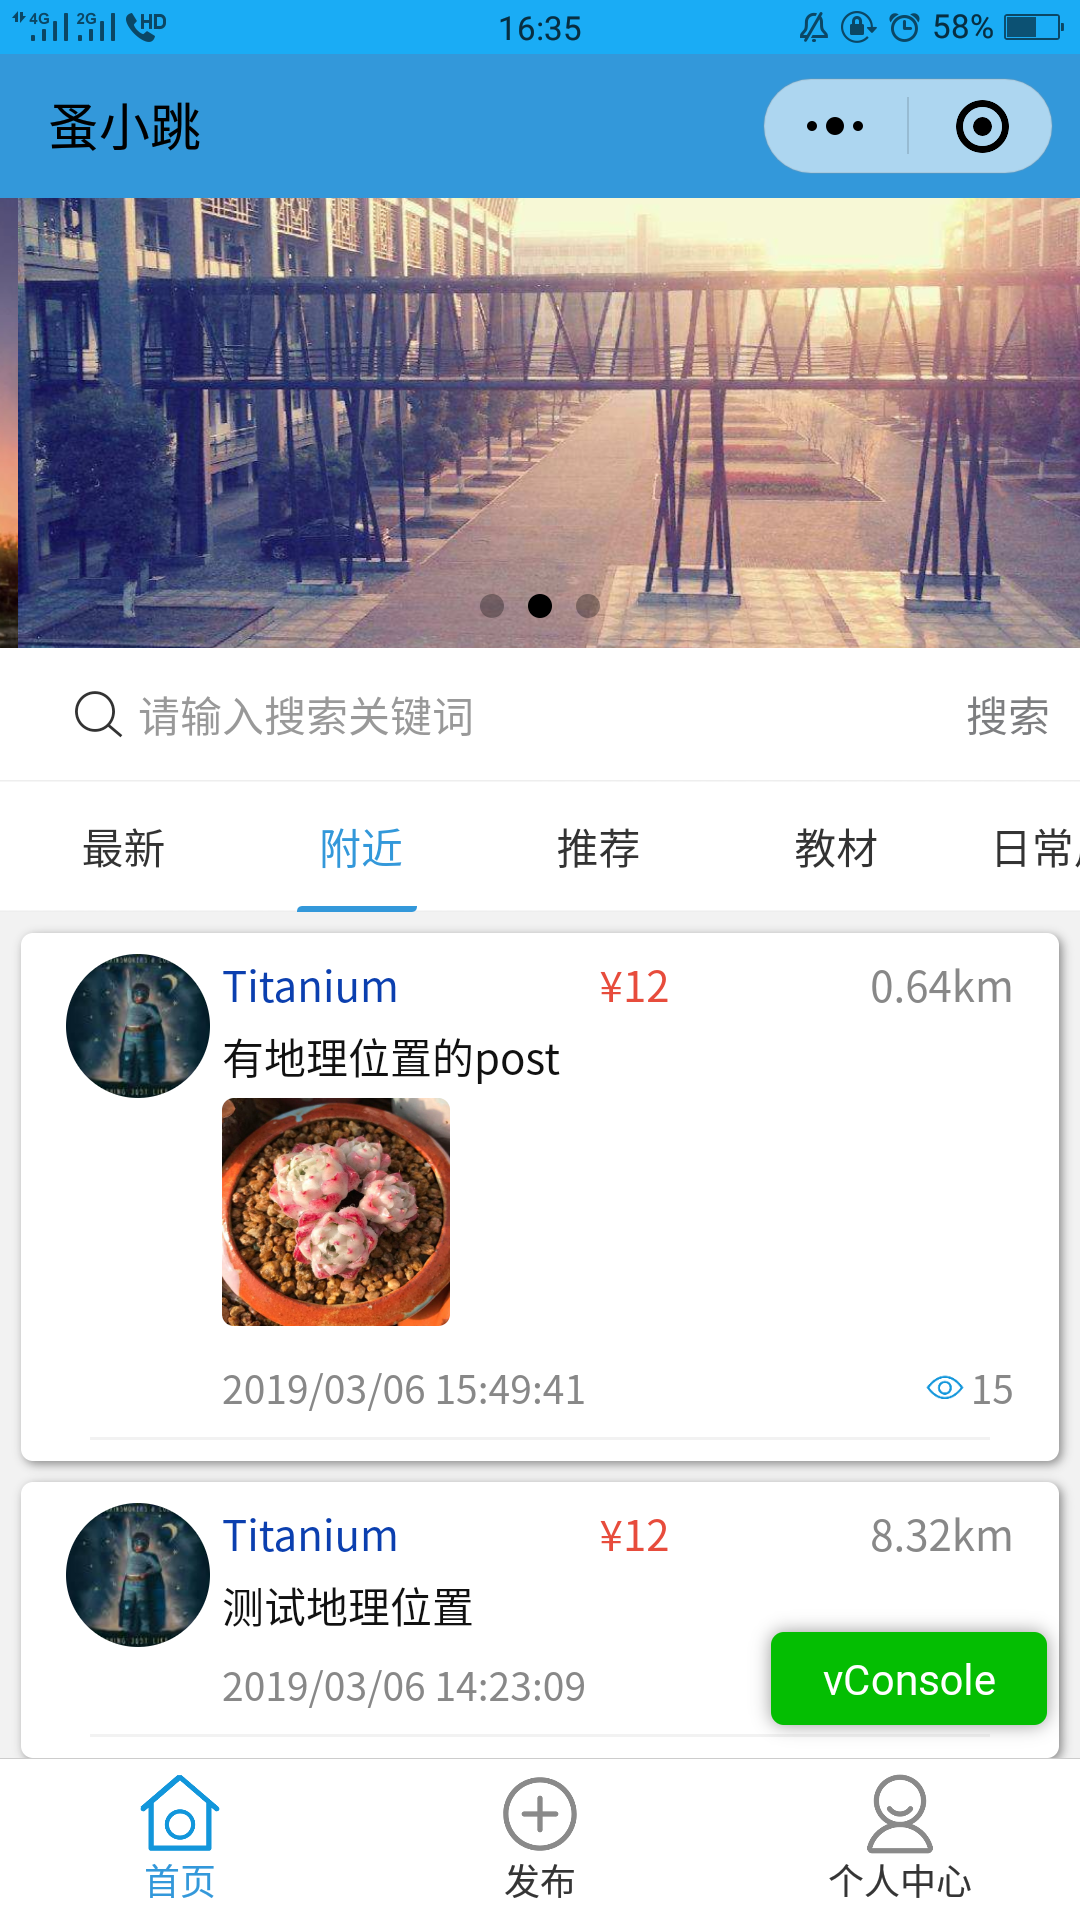 4G 2G HD 16:35 58%
蚤小跳
请输入搜索关键词 搜索
最新 附近 推荐 教材 日常
Titanium ¥12 0.64km
有地理位置的post
2019/03/06 15:49:41 15
Titanium ¥12 8.32km
测试地理位置
2019/03/06 14:23:09
vConsole
首页 发布 个人中心